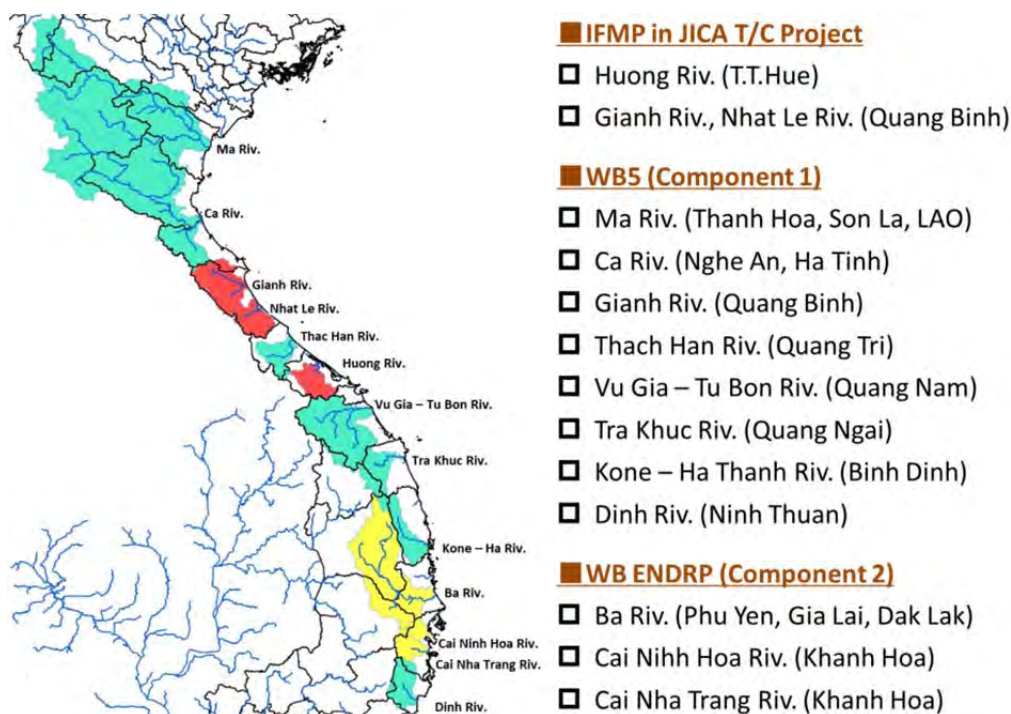 Ma Riv.
Ca Riv.
Gianh Riv.
Nhat Le Riv.
Thac Han Riv.
Huong Riv.
Vu Gia – Tu Bon Riv.
Tra Khuc Riv.
Kone – Ha Riv.
Ba Riv.
Cai Ninh Hoa Riv.
Cai Nha Trang Riv.
Dinh Riv.
IFMP in JICA T/C Project
Huong Riv. (T.T.Hue)
Gianh Riv., Nhat Le Riv. (Quang Binh)
WB5 (Component 1)
Ma Riv. (Thanh Hoa, Son La, LAO)
Ca Riv. (Nghe An, Ha Tinh)
Gianh Riv. (Quang Binh)
Thach Han Riv. (Quang Tri)
Vu Gia – Tu Bon Riv. (Quang Nam)
Tra Khuc Riv. (Quang Ngai)
Kone – Ha Thanh Riv. (Binh Dinh)
Dinh Riv. (Ninh Thuan)
WB ENDRP (Component 2)
Ba Riv. (Phu Yen, Gia Lai, Dak Lak)
Cai Nihh Hoa Riv. (Khanh Hoa)
Cai Nha Trang Riv. (Khanh Hoa)